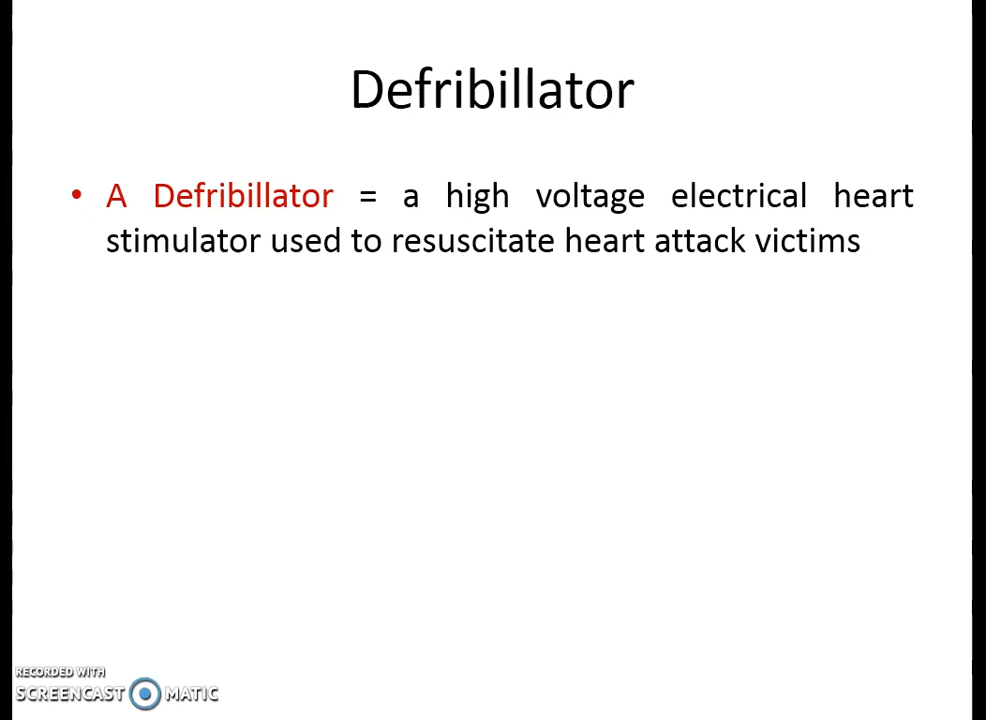 Defribillator
• A Defribillator = a high voltage electrical heart
stimulator used to resuscitate heart attack victims
RECORDED WITH
SCREENCAST MATIC